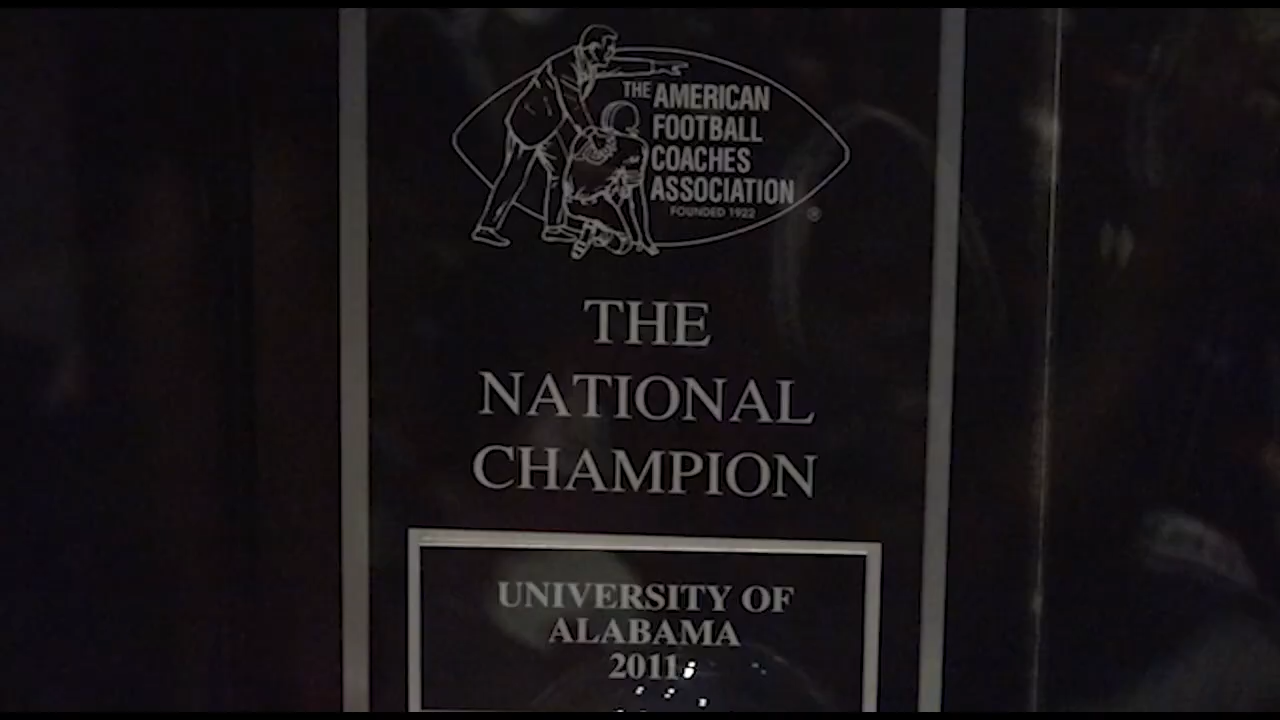 THE AMERICAN
FOOTBALL
COACHES
ASSOCIATION
FOUNDED 1922
®
THE
NATIONAL
CHAMPION
UNIVERSITY OF
ALABAMA
2011